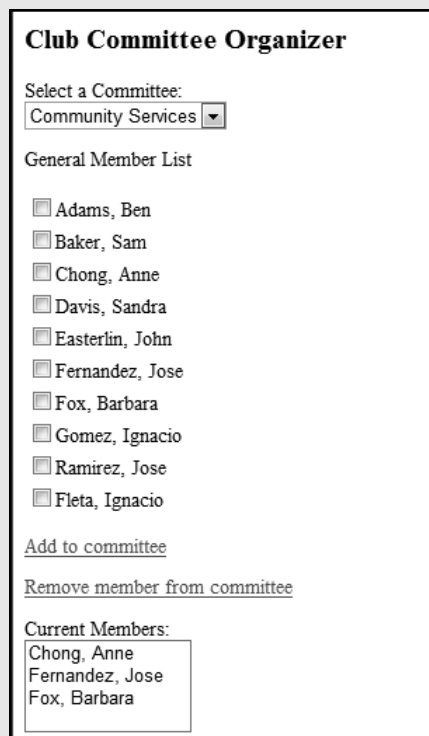 Club Committee Organizer
Select a Committee:
Community Services
General Member List
Adams, Ben
Baker, Sam
Chong, Anne
Davis, Sandra
Easterlin, John
Fernandez, Jose
Fox, Barbara
Gomez, Ignacio
Ramirez, Jose
Fleta, Ignacio
Add to committee
Remove member from committee
Current Members:
Chong, Anne
Fernandez, Jose
Fox, Barbara